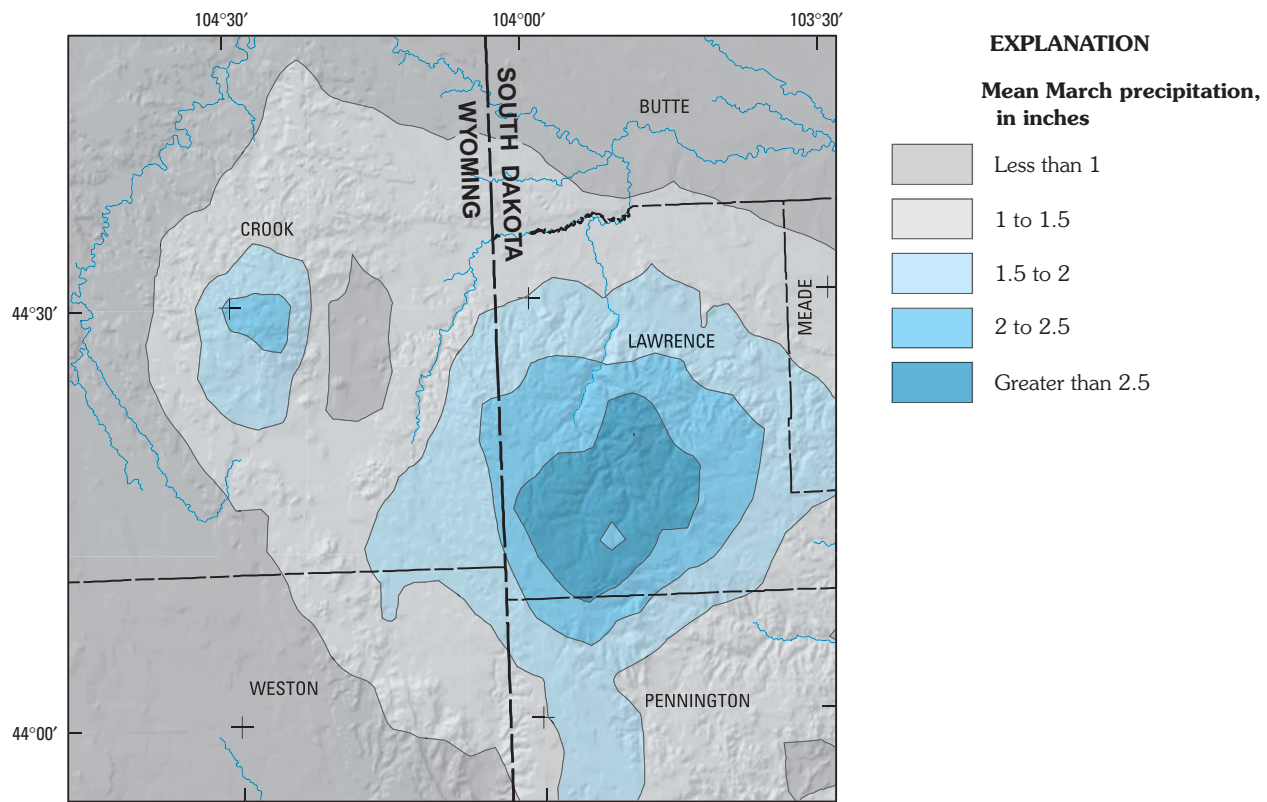 104°30′
104°00′
103°30′
SOUTH DAKOTA
WYOMING
BUTTE
CROOK
44°30′
MEADE
LAWRENCE
WESTON
PENNINGTON
44°00′
EXPLANATION
Mean March precipitation,
in inches
Less than 1
1 to 1.5
1.5 to 2
2 to 2.5
Greater than 2.5